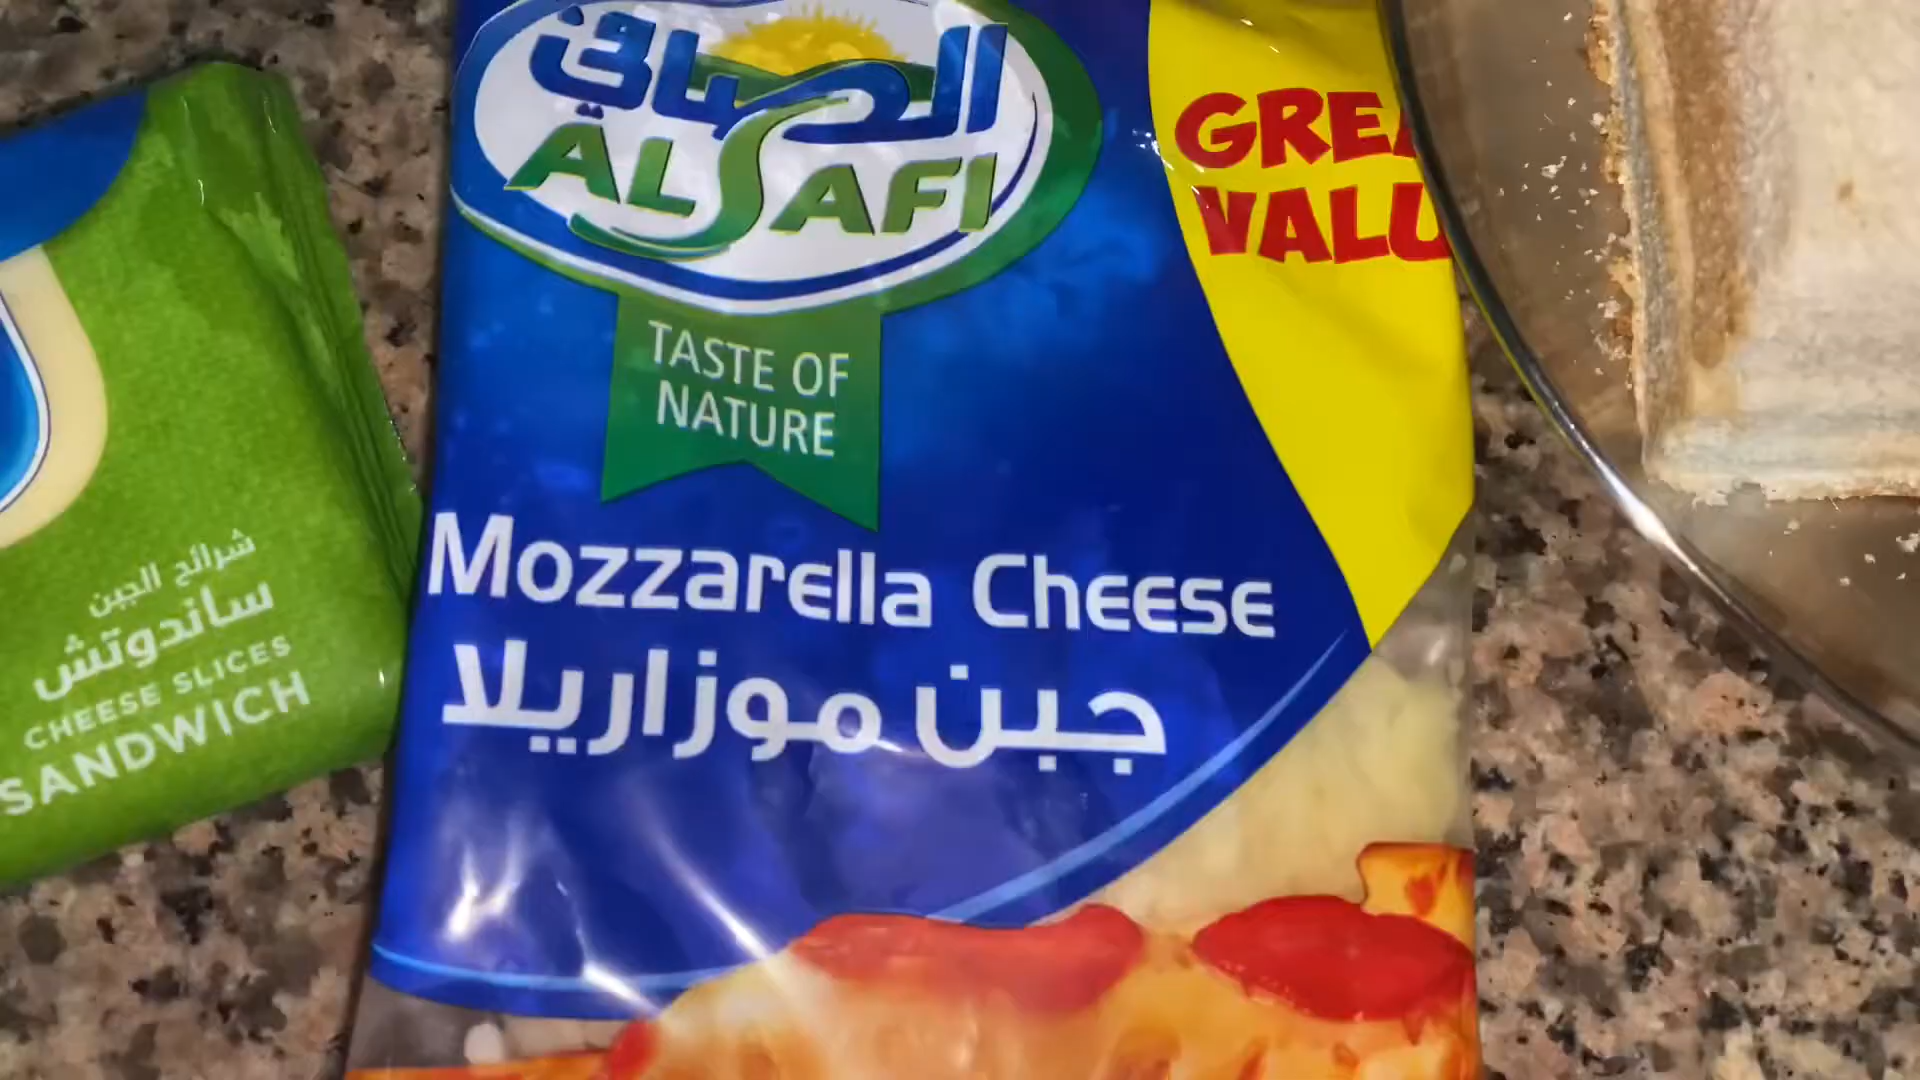 الصافي
ALSAFI
TASTE OF
NATURE
Mozzarella Cheese
جبن موزاريلا
GREA
VALU
شرائح الجبن
ساندوتش
CHEESE SLICES
SANDWICH